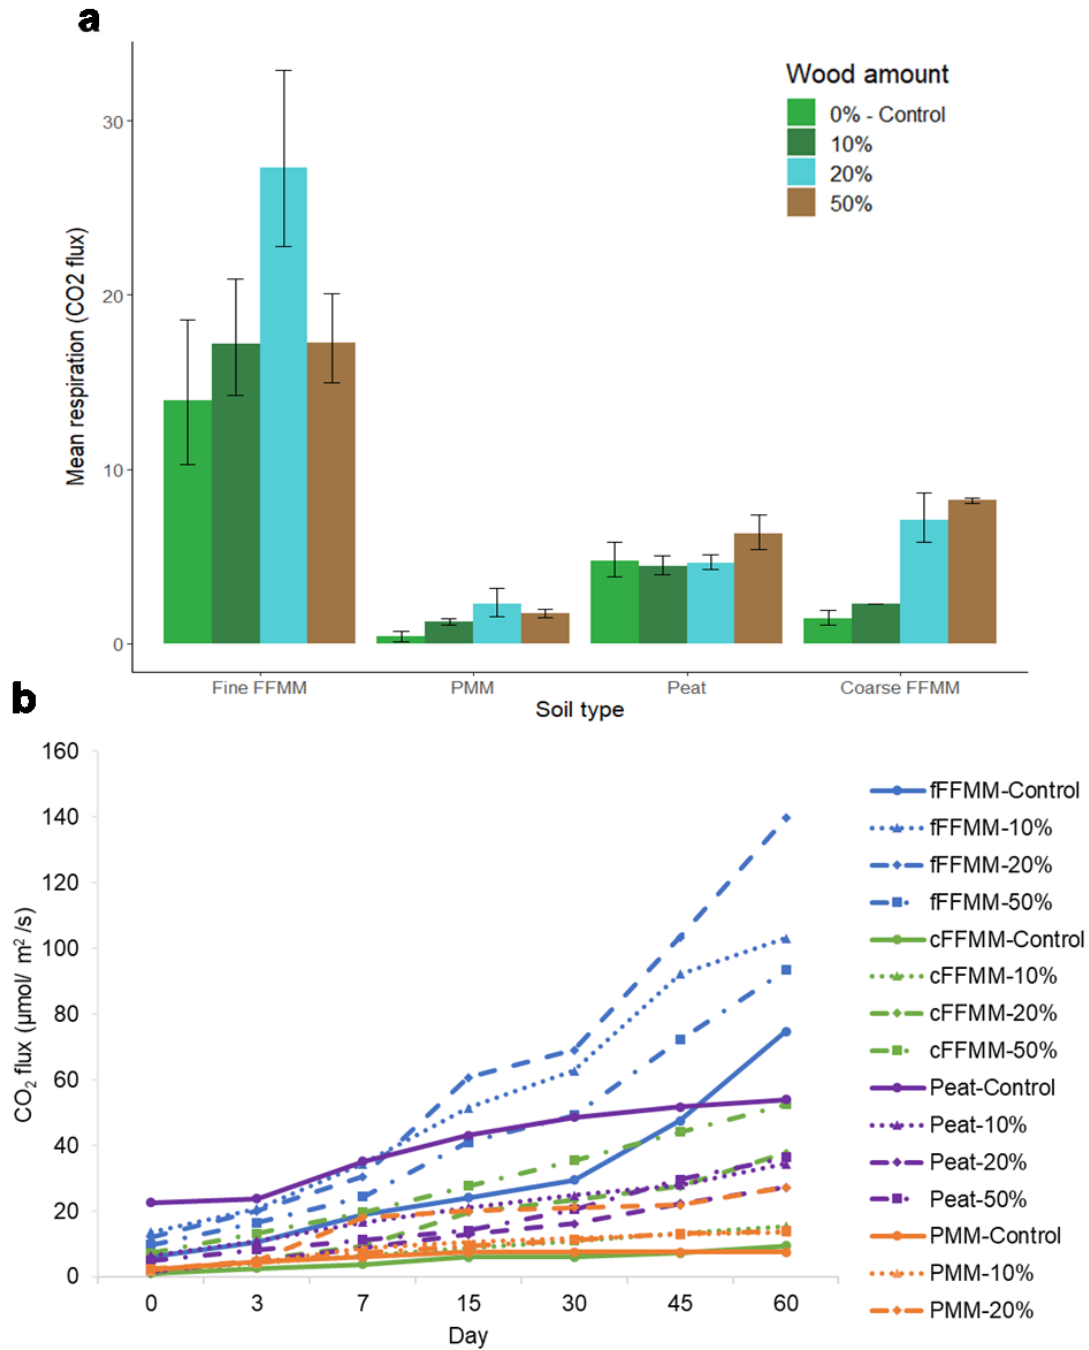 a
Wood amount
0% - Control
10%
20%
50%
30
20
10
0
Mean respiration (CO2 flux)
Fine FFMM PMM Peat Coarse FFMM
Soil type
b
160
140
120
100
80
60
40
20
0
CO₂ flux (μmol/ m² /s)
0 3 7 15 30 45 60
Day
fFFMM-Control
fFFMM-10%
fFFMM-20%
fFFMM-50%
cFFMM-Control
cFFMM-10%
cFFMM-20%
cFFMM-50%
Peat-Control
Peat-10%
Peat-20%
Peat-50%
PMM-Control
PMM-10%
PMM-20%